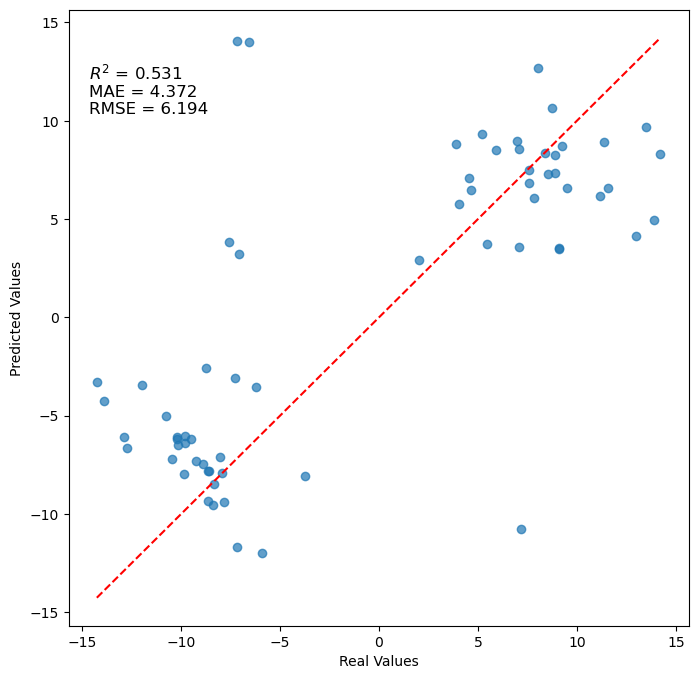 15
10
5
0
−5
−10
−15
R² = 0.531
MAE = 4.372
RMSE = 6.194
Predicted Values
−15 −10 −5 0 5 10 15
Real Values